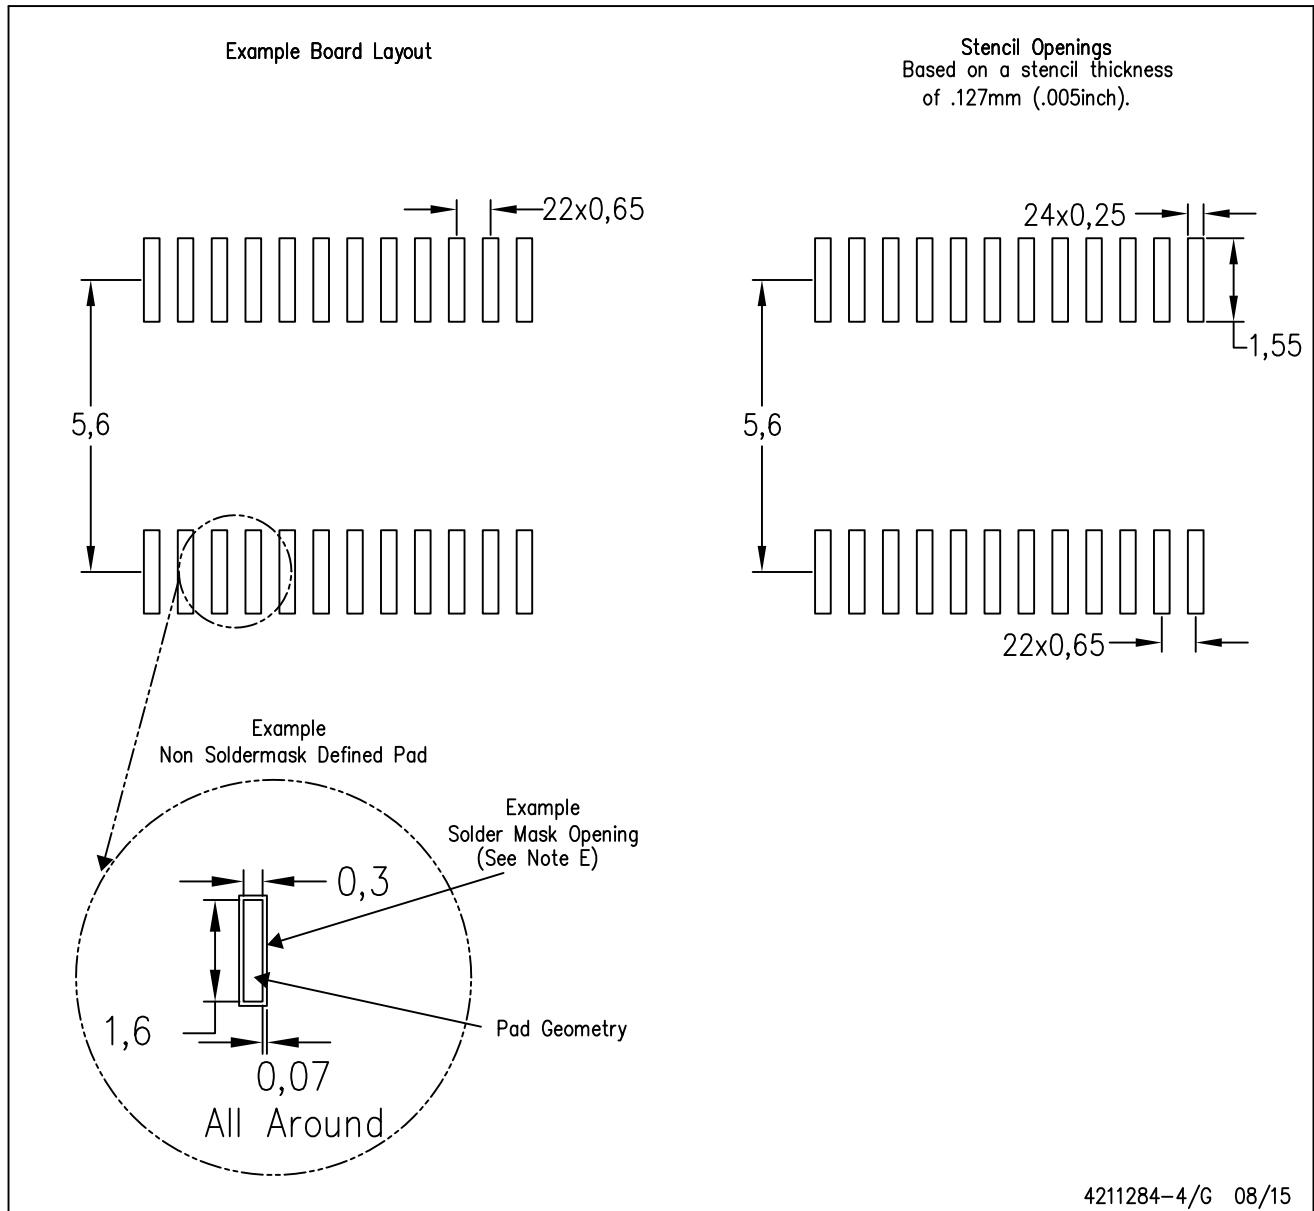 Example Board Layout
Stencil Openings
Based on a stencil thickness
of .127mm (.005inch).
22x0,65
24x0,25
1,55
5,6
5,6
22x0,65
Example
Non Soldermask Defined Pad
Example
Solder Mask Opening
(See Note E)
0,3
1,6
Pad Geometry
0,07
All Around
4211284-4/G 08/15